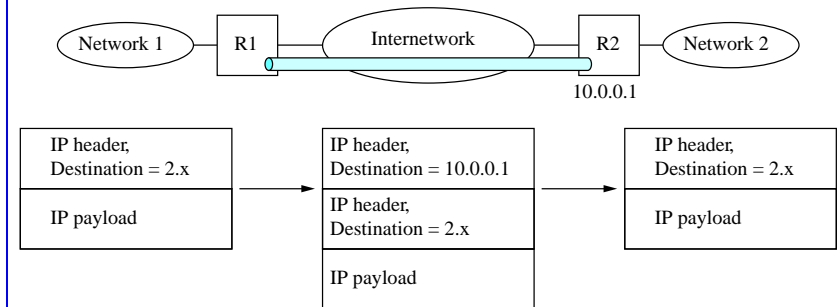 Network 1
R1
Internetwork
R2
Network 2
10.0.0.1
IP header,
Destination = 2.x
IP payload
IP header,
Destination = 10.0.0.1
IP header,
Destination = 2.x
IP payload
IP header,
Destination = 2.x
IP payload